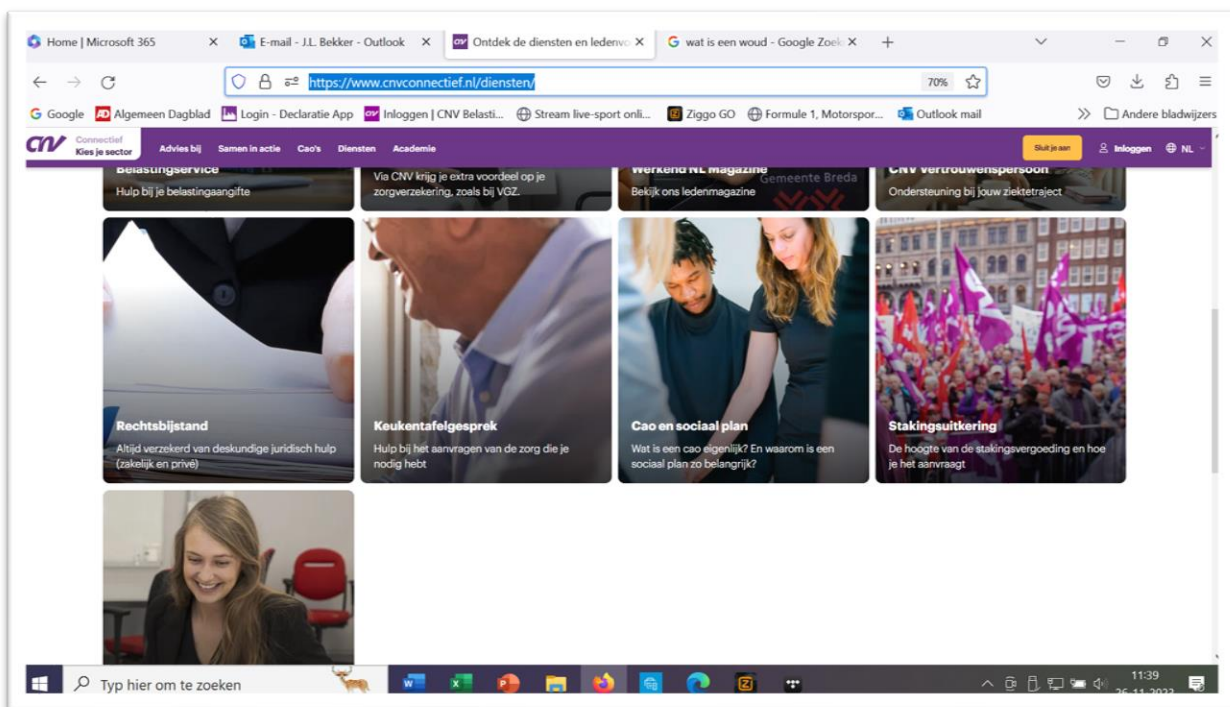 Home | Microsoft 365
E-mail - J.L. Bekker - Outlook
Ontdek de diensten en ledenvo
wat is een woud - Google Zoek
https://www.cnvconnectief.nl/diensten/
70%
Google
Algemeen Dagblad
Login - Declaratie App
Inloggen | CNV Belasti...
Stream live-sport onli...
Ziggo GO
Formule 1, Motorspor...
Outlook mail
Andere bladwijzers
cnv
Connectief
Kies je sector
Advies bij
Samen in actie
Cao's
Diensten
Academie
Sluit je aan
Inloggen
NL
Belastingservice
Hulp bij je belastingaangifte
Via CNV krijg je extra voordeel op je
zorgverzekering, zoals bij VGZ.
Werkend NL magazine
Gemeente Breda
Bekijk ons ledenmagazine
CNV Vertrouwenspersoon
Ondersteuning bij jouw ziektetraject
Rechtsbijstand
Altijd verzekerd van deskundige juridisch hulp
(zakelijk en privé)
Keukentafelgesprek
Hulp bij het aanvragen van de zorg die je
nodig hebt
Cao en sociaal plan
Wat is een cao eigenlijk? En waarom is een
sociaal plan zo belangrijk?
Stakingsuitkering
De hoogte van de stakingsvergoeding en hoe
je het aanvraagt
Typ hier om te zoeken
11:39